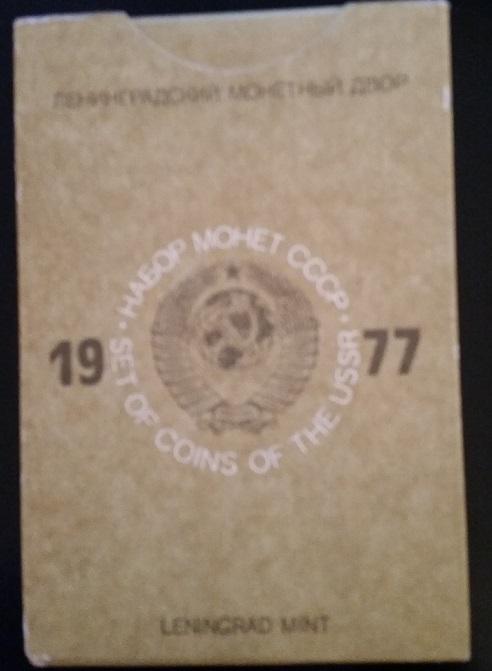 ЛЕНИНГРАДСКИЙ МОНЕТНЫЙ ДВОР
· НАБОР МОНЕТ СССР ·
19 77
SET OF COINS OF THE USSR
LENINGRAD MINT